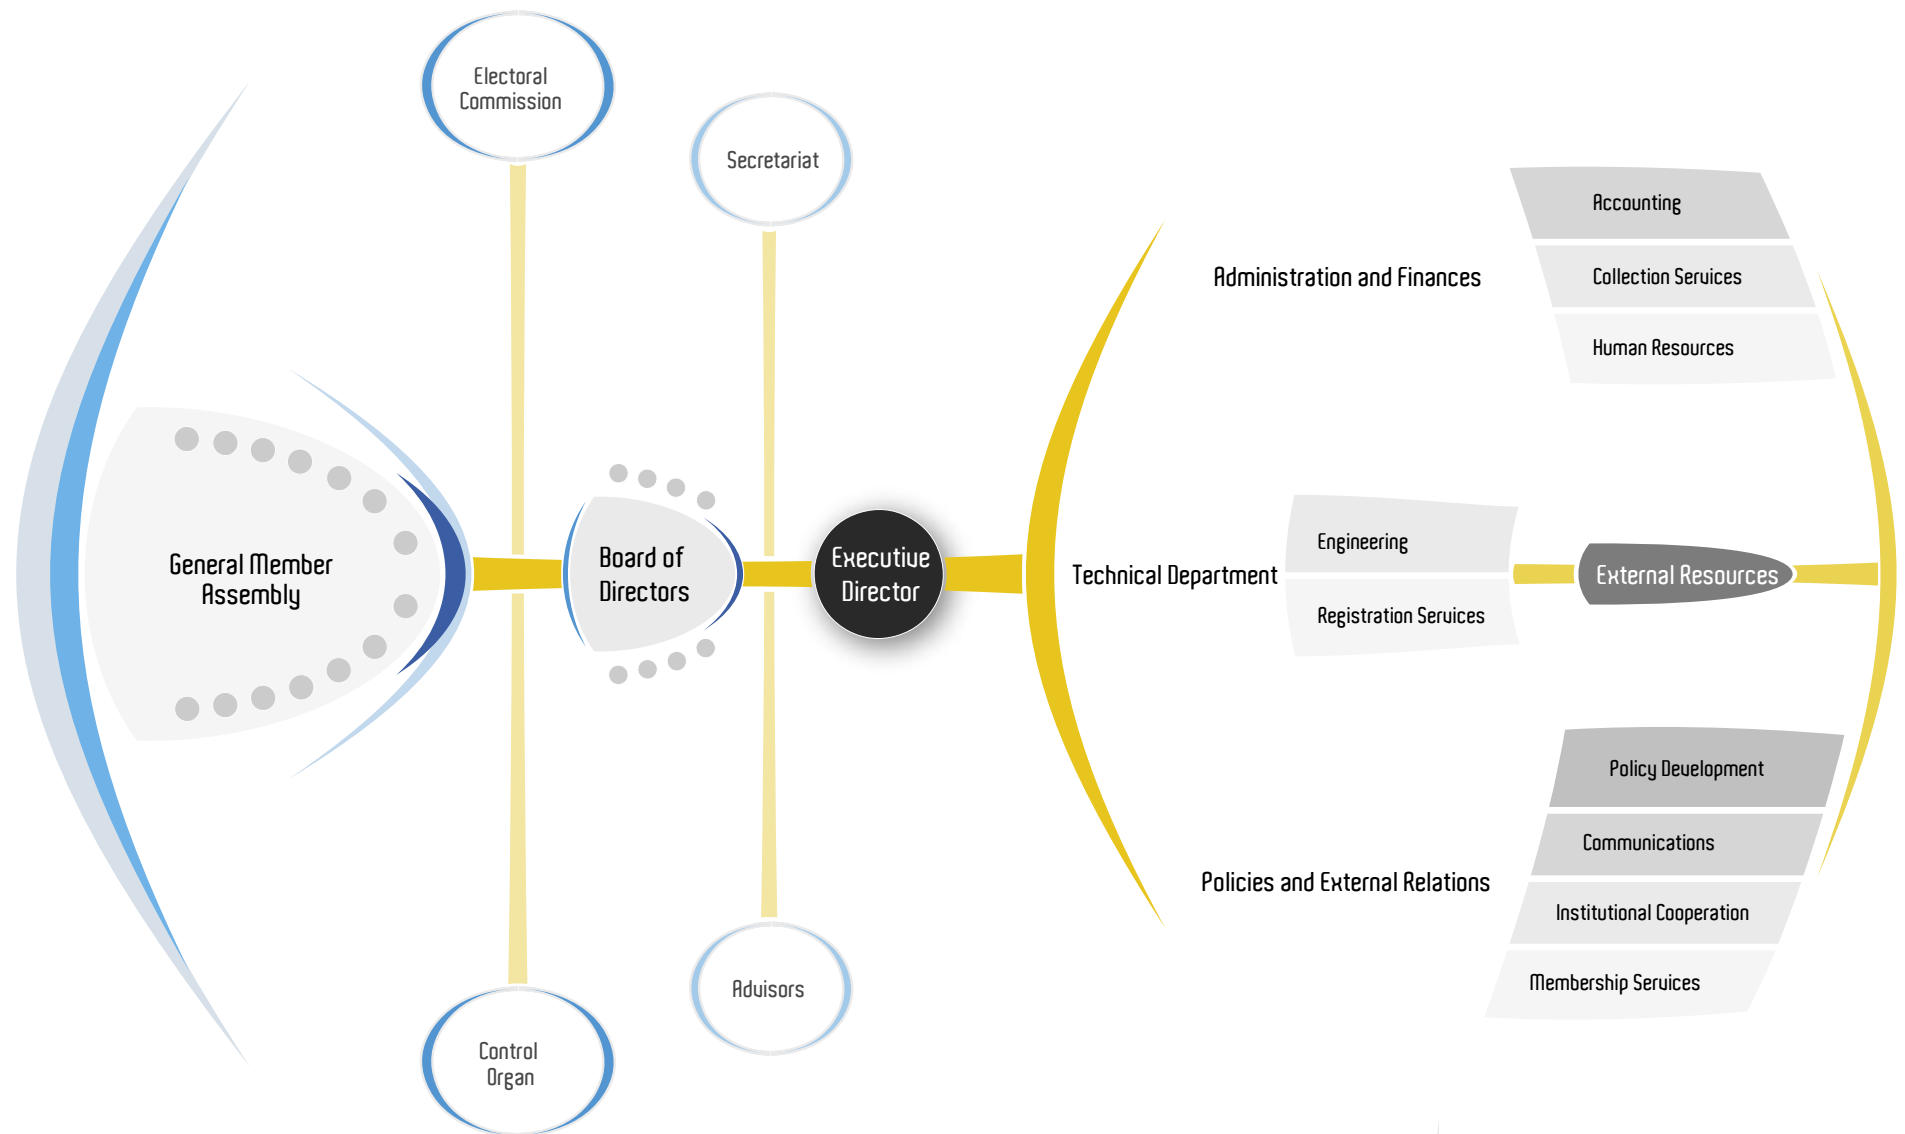 Electoral
Commission
Secretariat
Accounting
Administration and Finances
Collection Services
Human Resources
General Member
Assembly
Board of
Directors
Executive
Director
Technical Department
Engineering
Registration Services
External Resources
Policy Development
Communications
Policies and External Relations
Institutional Cooperation
Membership Services
Advisors
Control
Organ